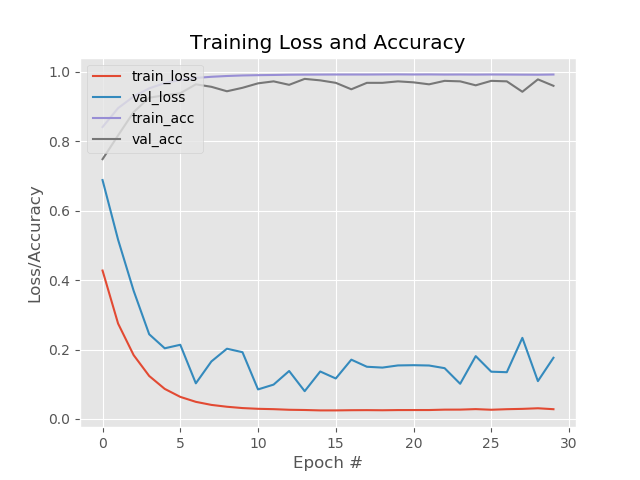 Training Loss and Accuracy
train_loss
val_loss
train_acc
val_acc
Loss/Accuracy
1.0
0.8
0.6
0.4
0.2
0.0
0 5 10 15 20 25 30
Epoch #